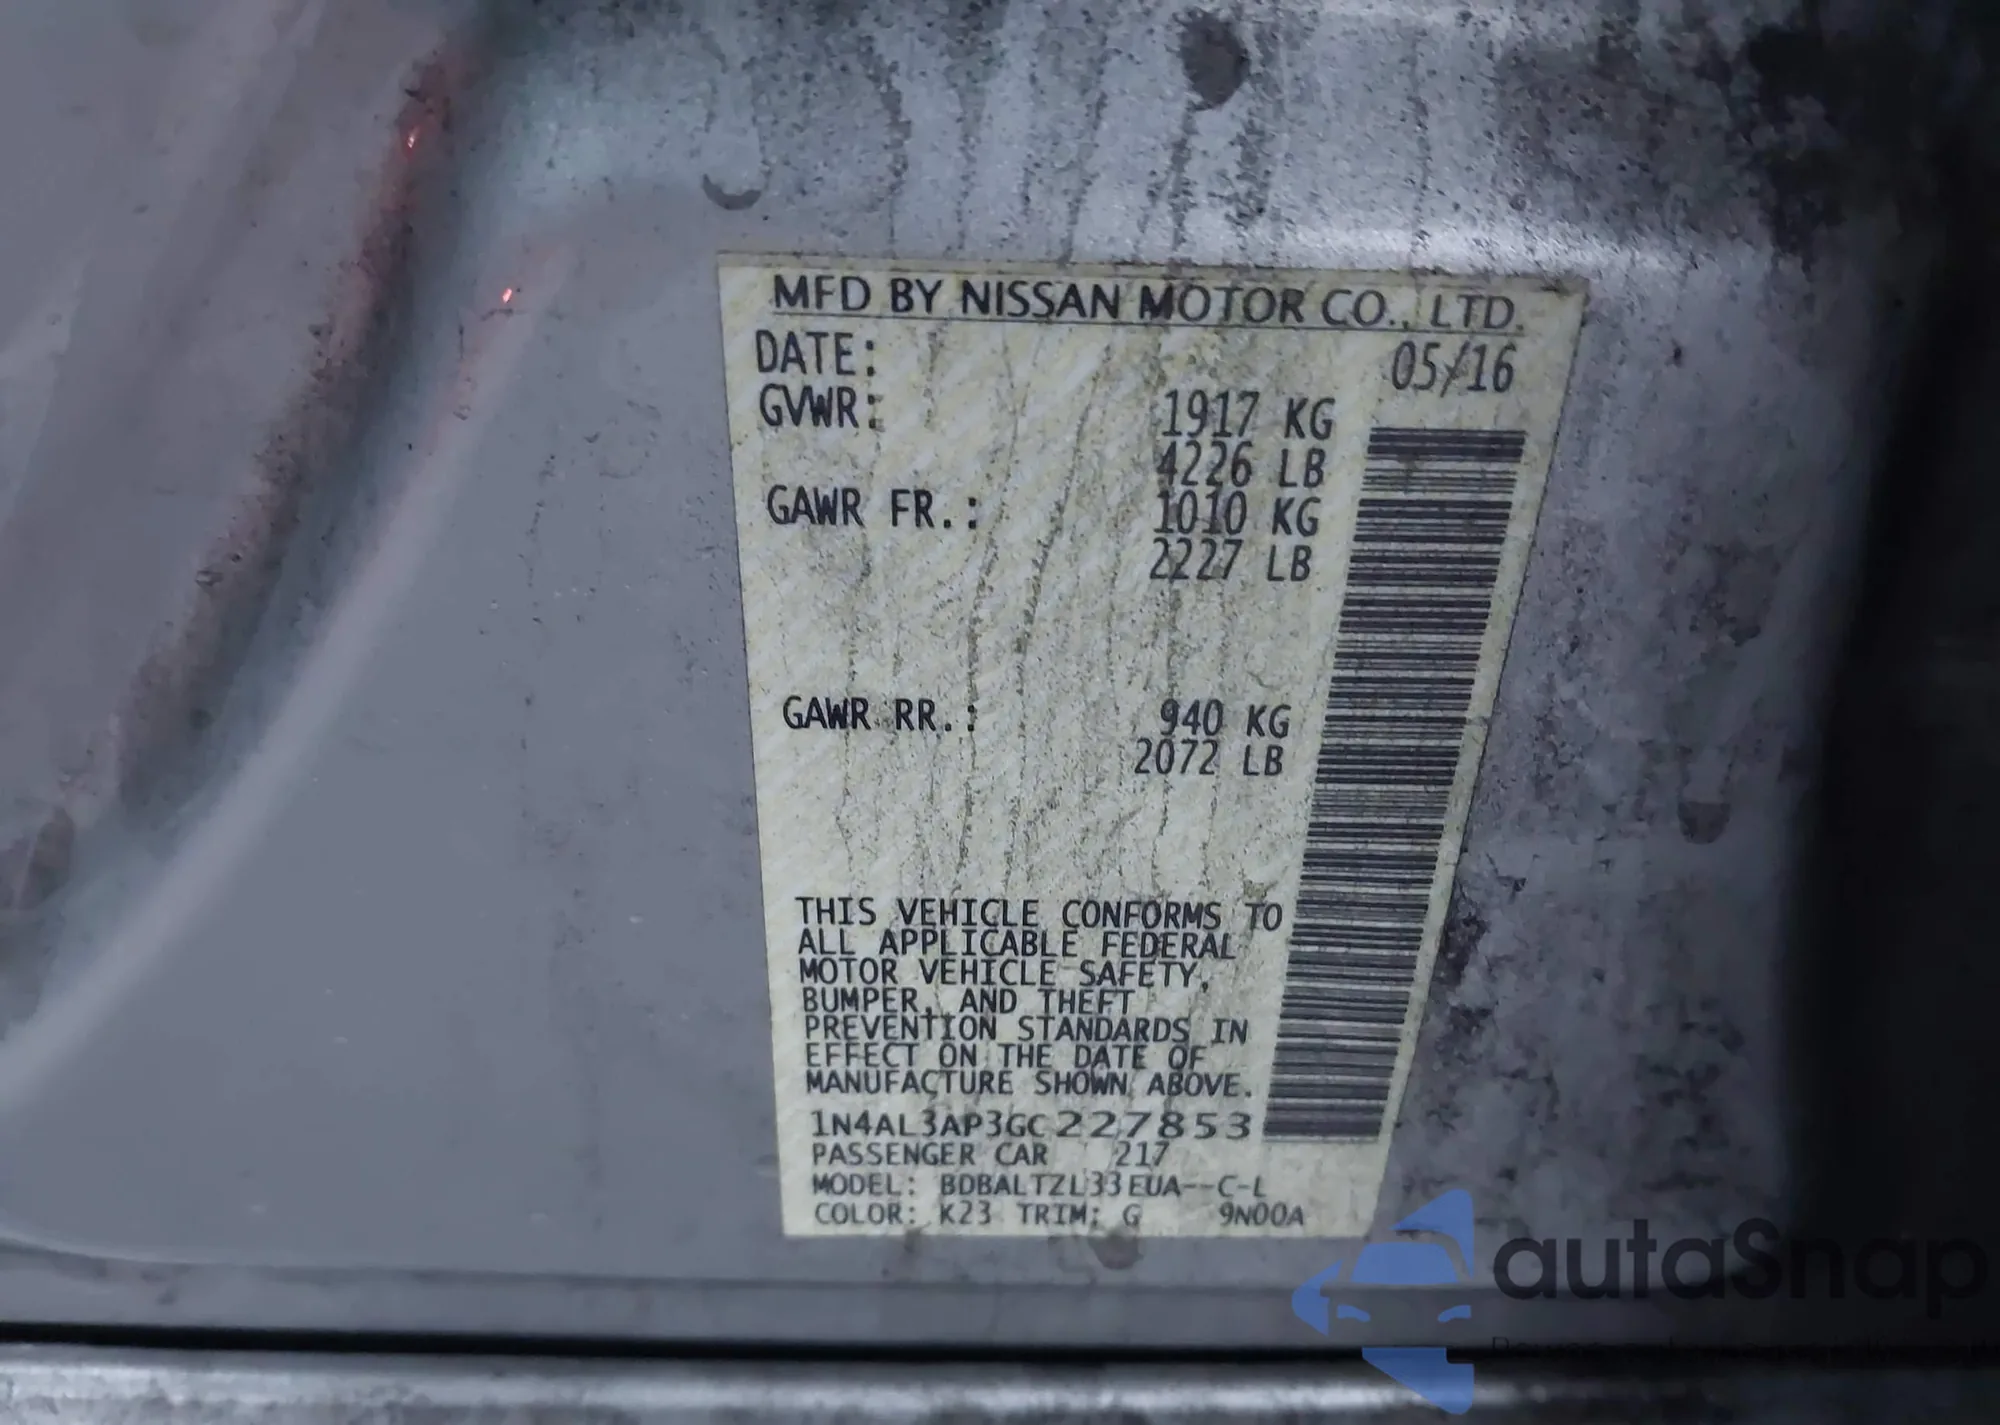 MFD BY NISSAN MOTOR CO., LTD.
DATE: 05/16
GVWR: 1917 KG
4226 LB
GAWR FR.: 1010 KG
2227 LB
GAWR RR.: 940 KG
2072 LB
THIS VEHICLE CONFORMS TO
ALL APPLICABLE FEDERAL
MOTOR VEHICLE SAFETY,
BUMPER, AND THEFT
PREVENTION STANDARDS IN
EFFECT ON THE DATE OF
MANUFACTURE SHOWN ABOVE.
1N4AL3AP3GC227853
PASSENGER CAR 217
MODEL: BDBALTZL33EUA--C-L
COLOR: K23 TRIM: G 9N00A
autaSnap